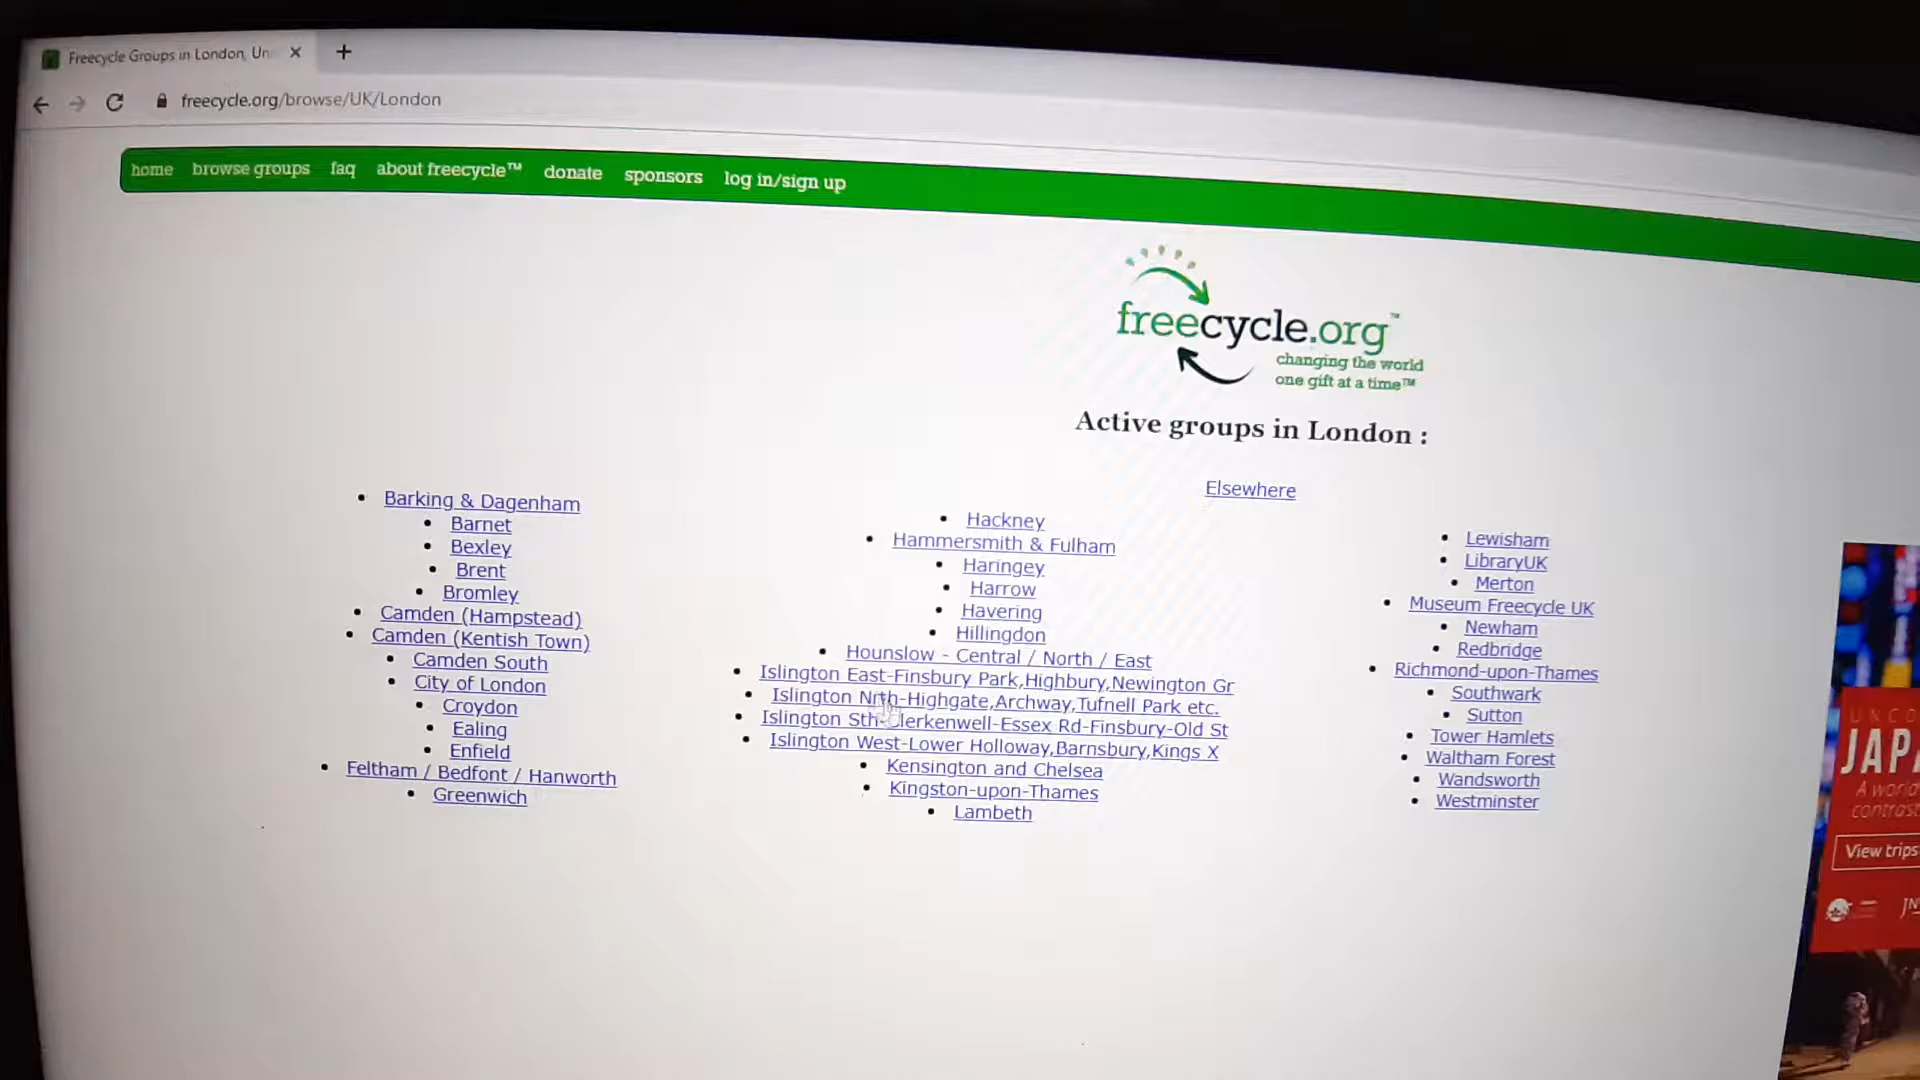 Freecycle Groups in London, Un
freecycle.org/browse/UK/London
home browse groups faq about freecycle™ donate sponsors log in/sign up
freecycle.org™
changing the world
one gift at a time™
Active groups in London :
Elsewhere
Barking & Dagenham
Barnet
Bexley
Brent
Bromley
Camden (Hampstead)
Camden (Kentish Town)
Camden South
City of London
Croydon
Ealing
Enfield
Feltham / Bedfont / Hanworth
Greenwich
Hackney
Hammersmith & Fulham
Haringey
Harrow
Havering
Hillingdon
Hounslow - Central / North / East
Islington East-Finsbury Park,Highbury,Newington Gr
Islington Nrth-Highgate,Archway,Tufnell Park etc.
Islington Sth-Clerkenwell-Essex Rd-Finsbury-Old St
Islington West-Lower Holloway,Barnsbury,Kings X
Kensington and Chelsea
Kingston-upon-Thames
Lambeth
Lewisham
LibraryUK
Merton
Museum Freecycle UK
Newham
Redbridge
Richmond-upon-Thames
Southwark
Sutton
Tower Hamlets
Waltham Forest
Wandsworth
Westminster
UNCO
JAPA
A world
contrast
View trips
JN